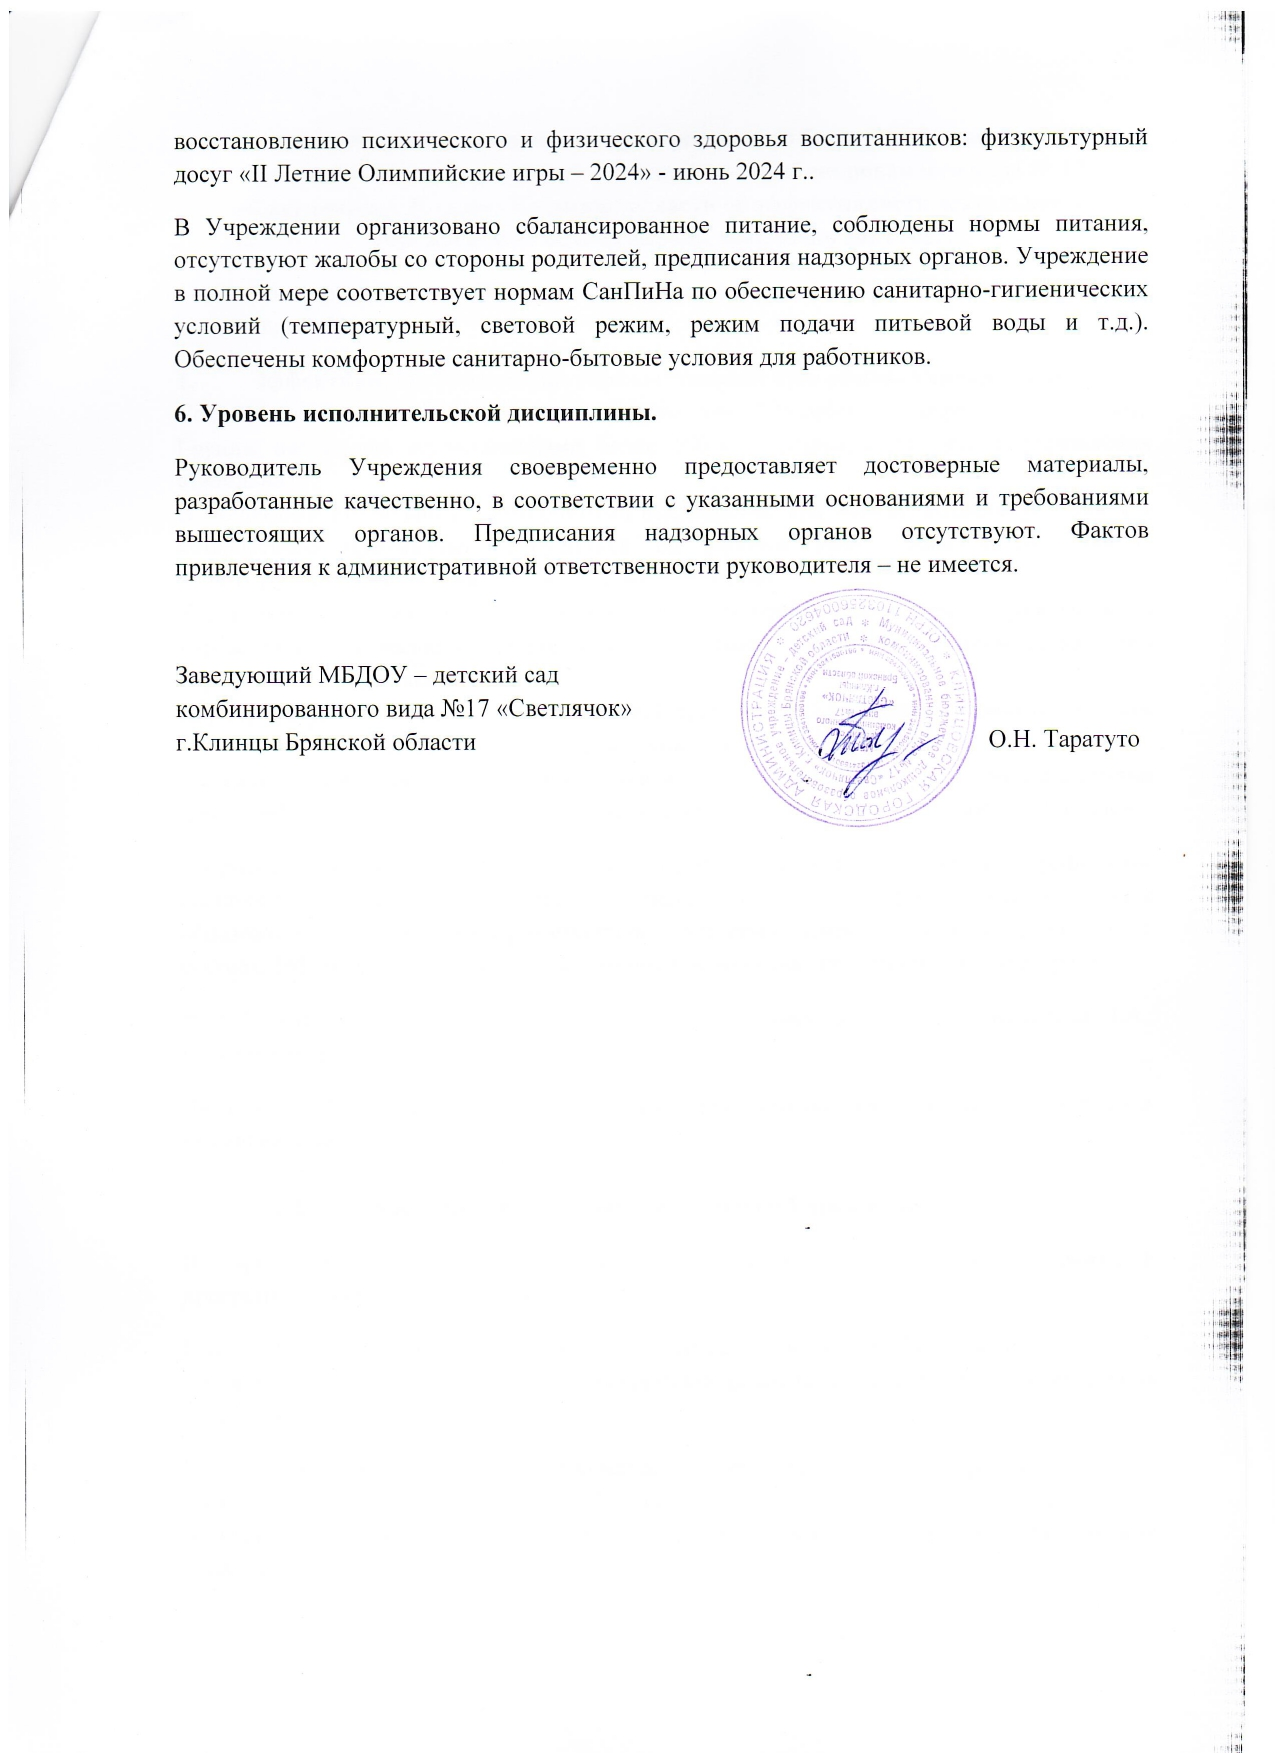 восстановлению психического и физического здоровья воспитанников: физкультурный
досуг «II Летние Олимпийские игры – 2024» - июнь 2024 г..
В Учреждении организовано сбалансированное питание, соблюдены нормы питания,
отсутствуют жалобы со стороны родителей, предписания надзорных органов. Учреждение
в полной мере соответствует нормам СанПиНа по обеспечению санитарно-гигиенических
условий (температурный, световой режим, режим подачи питьевой воды и т.д.).
Обеспечены комфортные санитарно-бытовые условия для работников.
6. Уровень исполнительской дисциплины.
Руководитель Учреждения своевременно предоставляет достоверные материалы,
разработанные качественно, в соответствии с указанными основаниями и требованиями
вышестоящих органов. Предписания надзорных органов отсутствуют. Фактов
привлечения к административной ответственности руководителя – не имеется.
Заведующий МБДОУ – детский сад
комбинированного вида №17 «Светлячок»
г.Клинцы Брянской области
О.Н. Таратуто
КЛИНЦОВСКАЯ ГОРОДСКАЯ АДМИНИСТРАЦИЯ